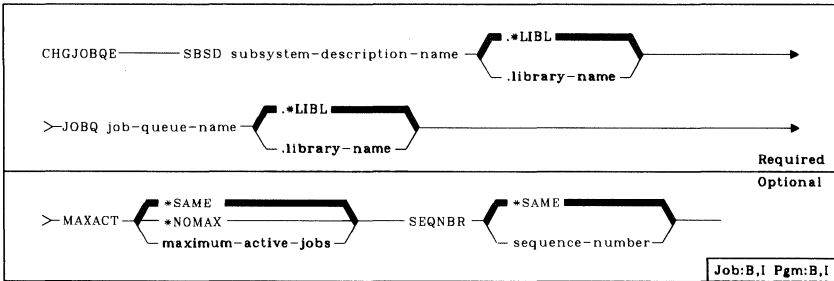 .*LIBL
CHGJOBQE SBSD subsystem-description-name
.library-name
.*LIBL
>JOBQ job-queue-name
.library-name
Required
Optional
*SAME *SAME
>MAXACT *NOMAX SEQNBR
maximum-active-jobs sequence-number
Job:B,I Pgm:B,I